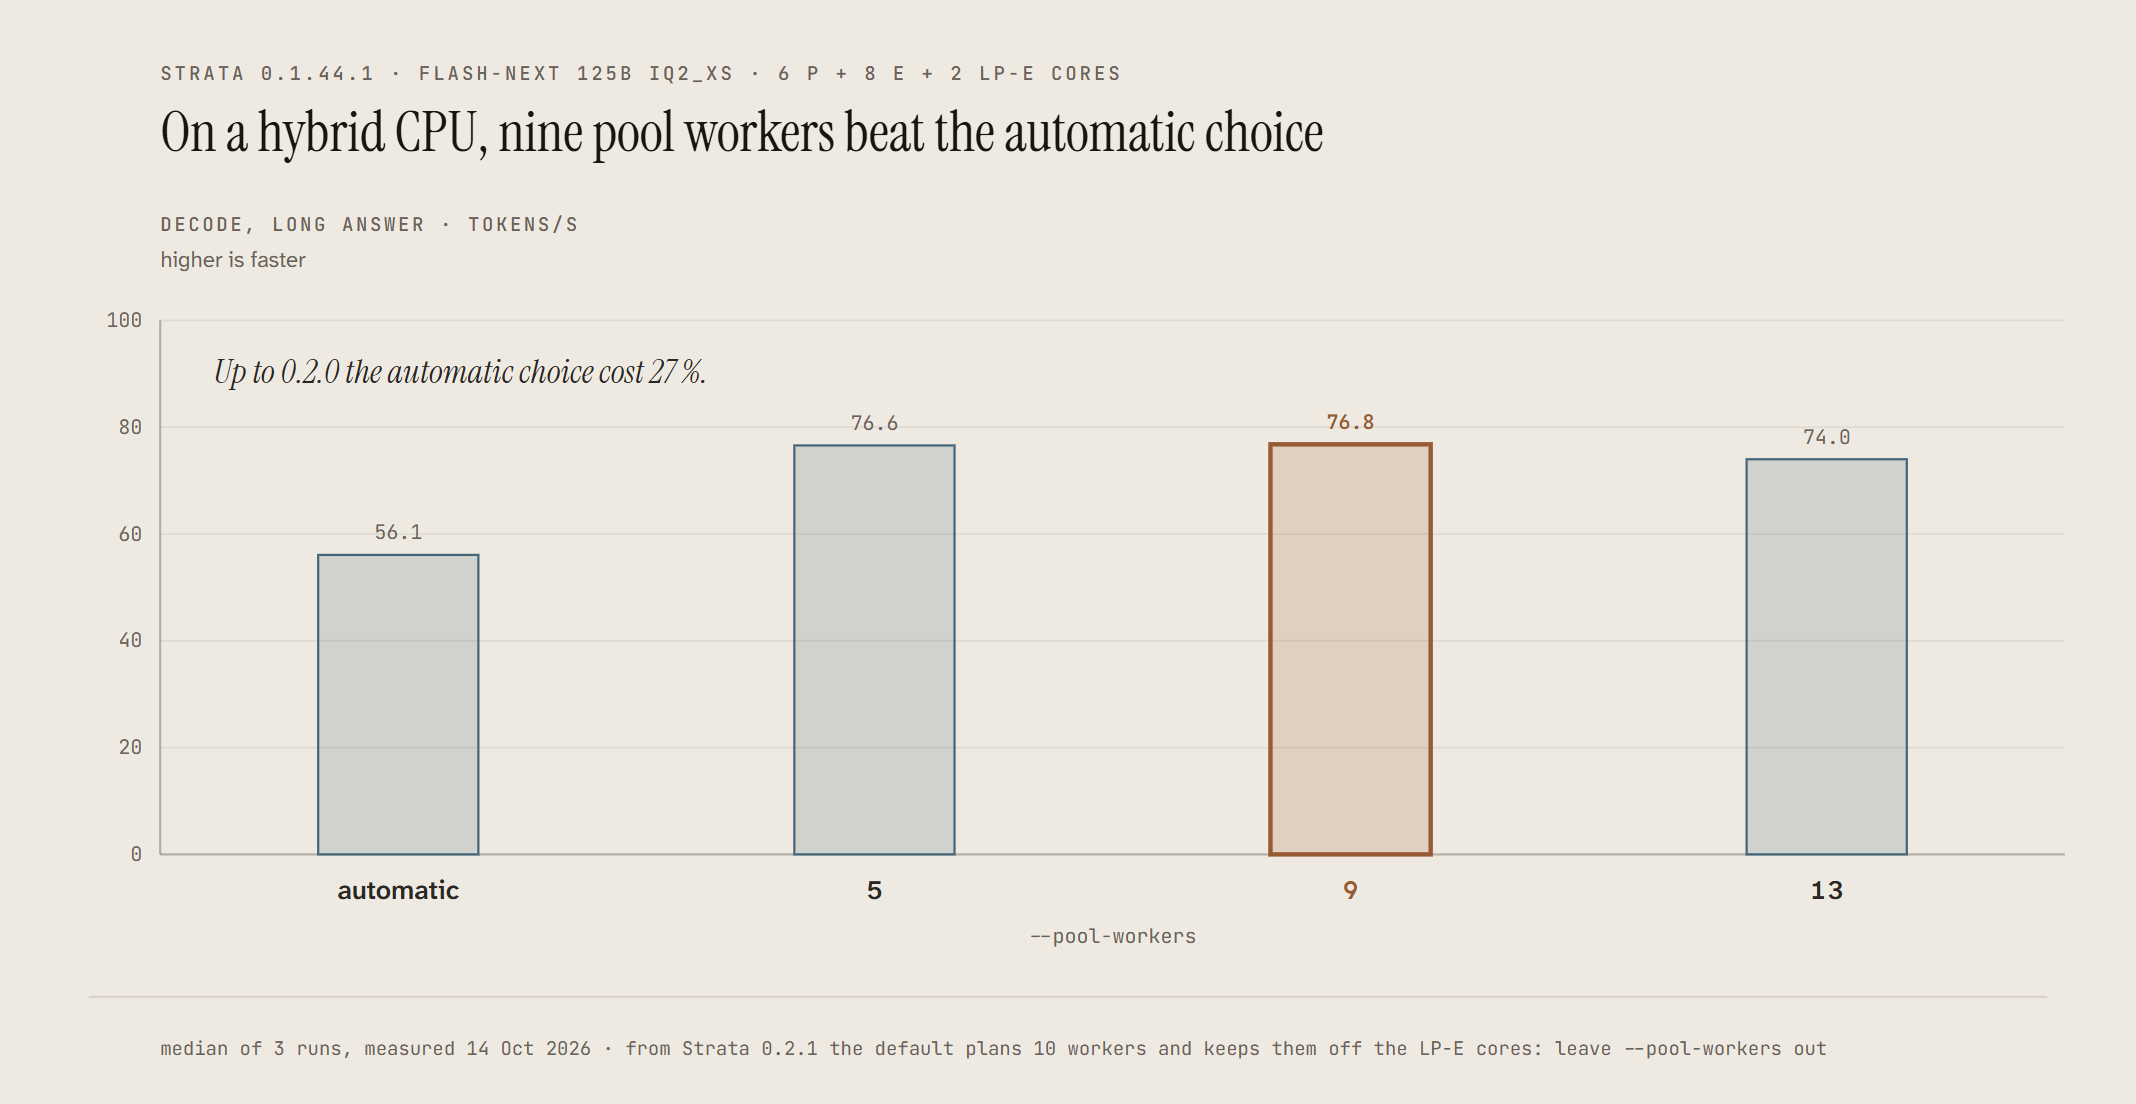 STRATA 0.1.44.1 · FLASH-NEXT 125B IQ2_XS · 6 P + 8 E + 2 LP-E CORES
On a hybrid CPU, nine pool workers beat the automatic choice
DECODE, LONG ANSWER · TOKENS/S
higher is faster
100
Up to 0.2.0 the automatic choice cost 27 %.
80
76.6
76.8
74.0
60
56.1
40
20
0
automatic
5
9
13
--pool-workers
median of 3 runs, measured 14 Oct 2026 · from Strata 0.2.1 the default plans 10 workers and keeps them off the LP-E cores: leave --pool-workers out